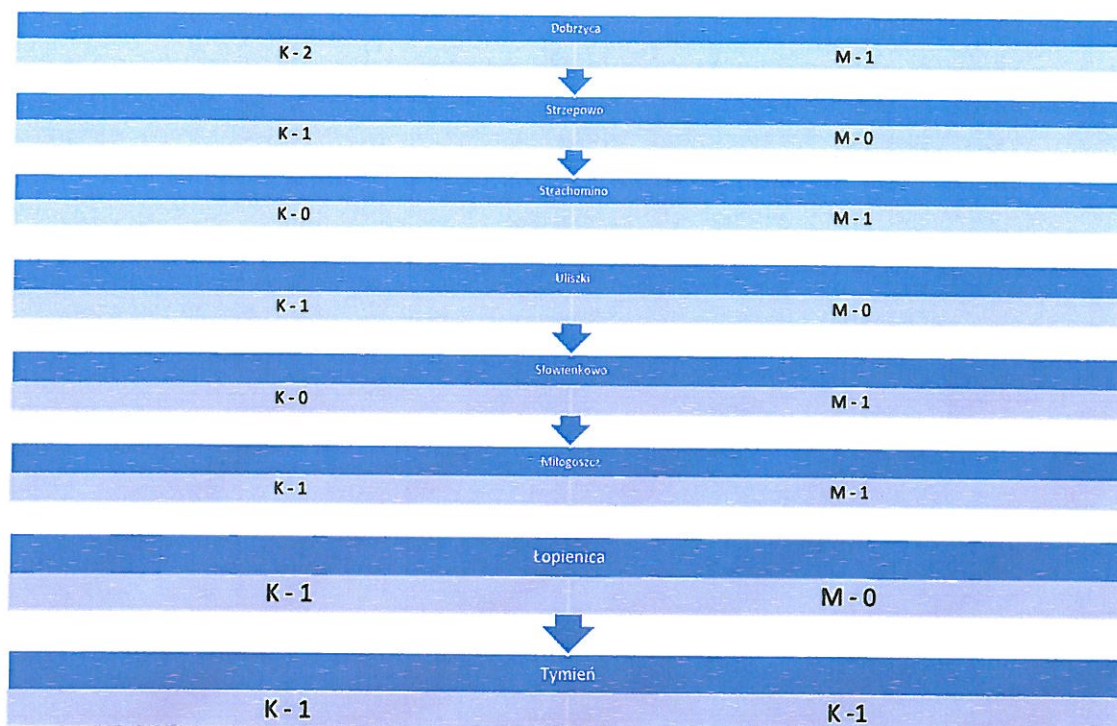 Dobrzyca
K - 2 M - 1
Strzepowo
K - 1 M - 0
Strachomino
K - 0 M - 1
Uliszki
K - 1 M - 0
Słowienkowo
K - 0 M - 1
Miłogoszcz
K - 1 M - 1
Łopienica
K - 1 M - 0
Tymień
K - 1 K -1